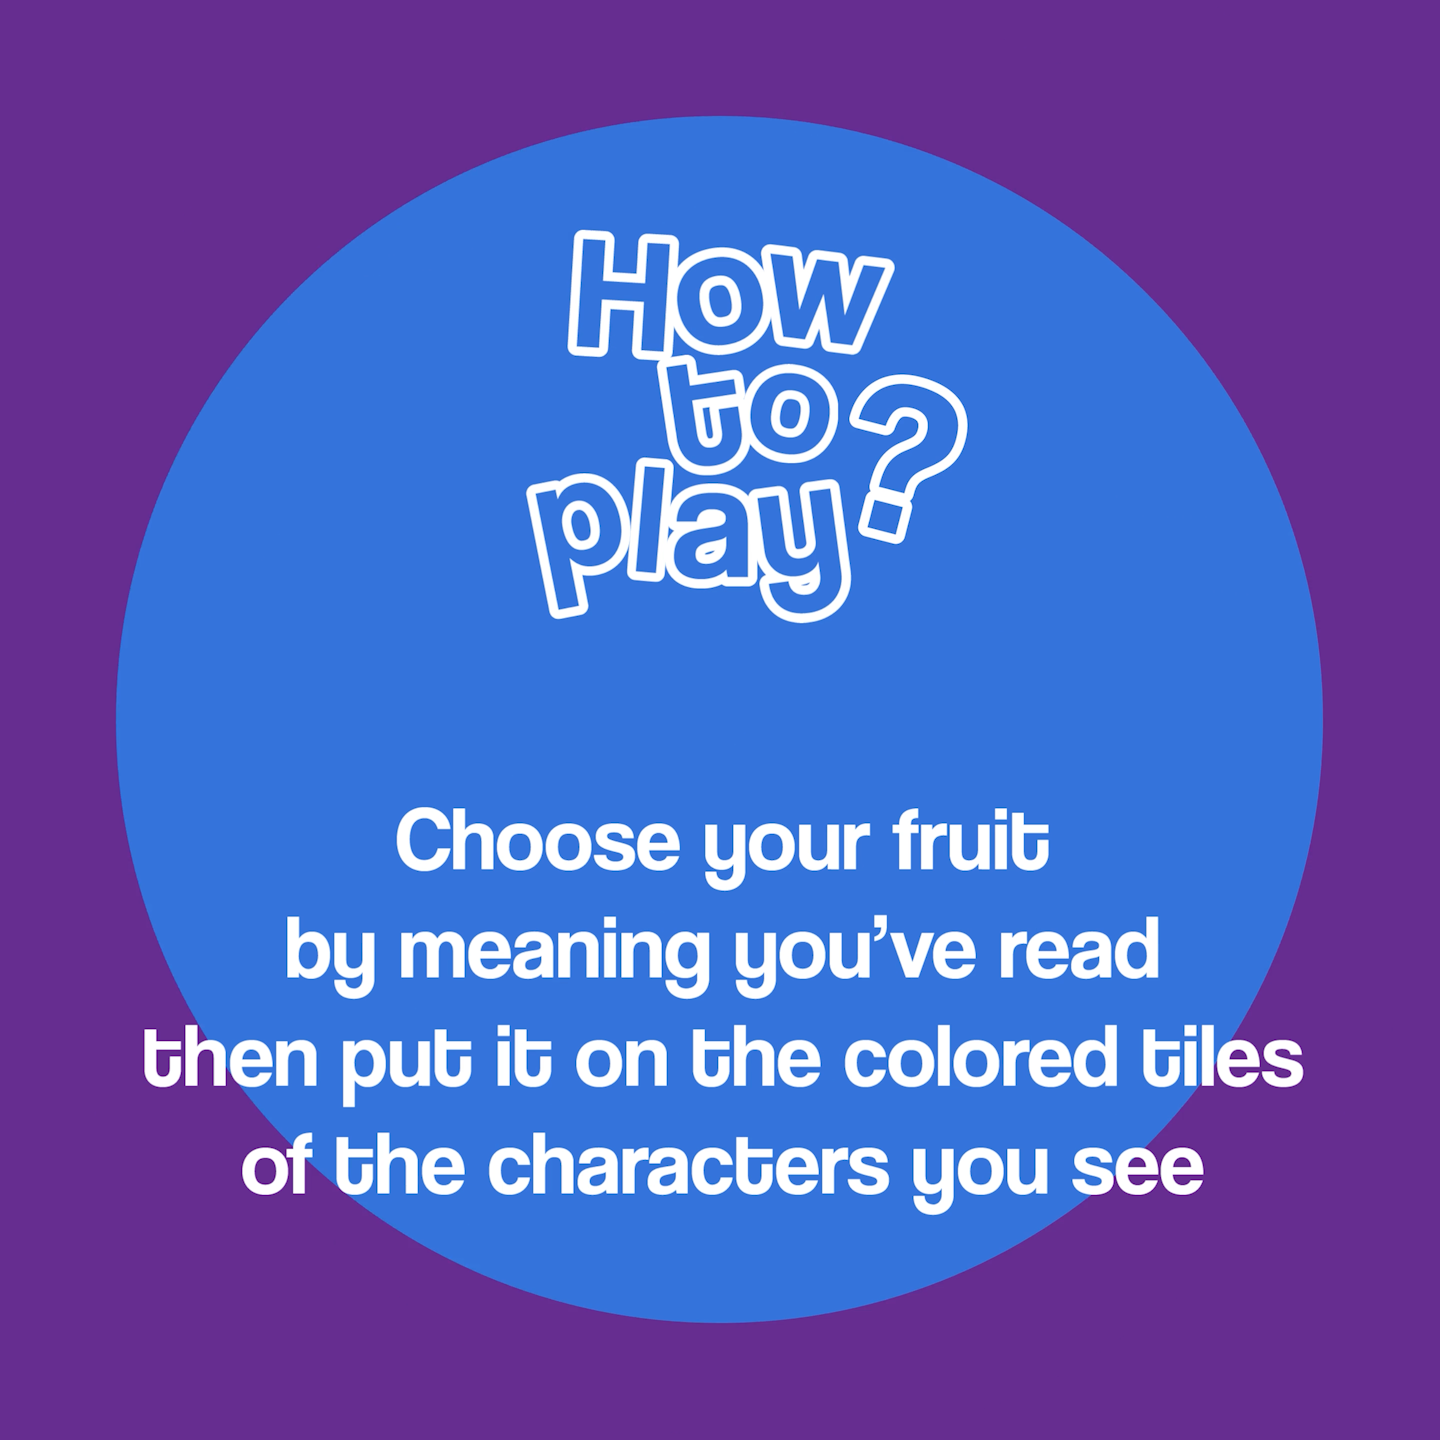 How
to
play?
Choose your fruit
by meaning you’ve read
then put it on the colored tiles
of the characters you see